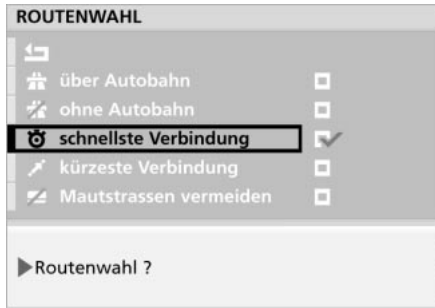 ROUTENWAHL
über Autobahn
ohne Autobahn
schnellste Verbindung
kürzeste Verbindung
Mautstrassen vermeiden
Routenwahl ?